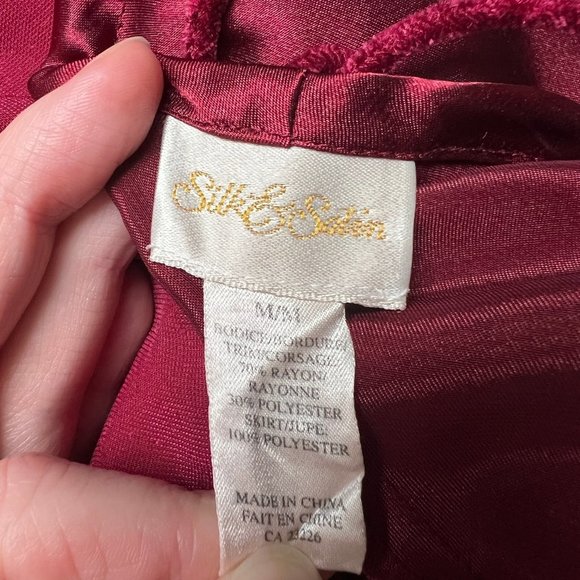 Silk & Satin
M/M
BODICE/BORDURE/
TRIM/CORSAGE
70% RAYON/
RAYONNE
30% POLYESTER
SKIRT/JUPE:
100% POLYESTER
MADE IN CHINA
FAIT EN CHINE
CA